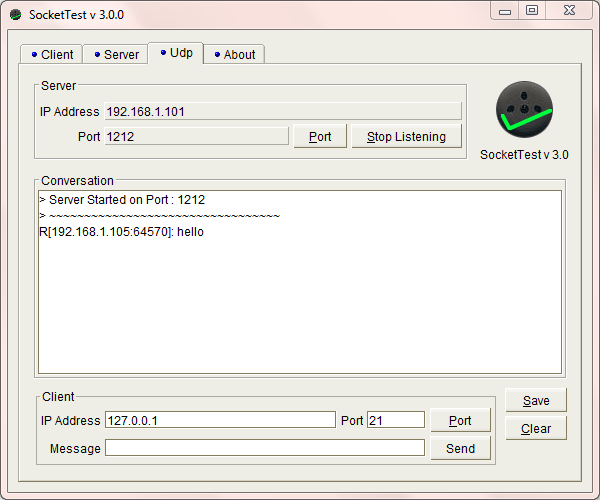 SocketTest v 3.0.0
Client Server Udp About
Server
IP Address 192.168.1.101
Port 1212 Port Stop Listening
SocketTest v 3.0
Conversation
> Server Started on Port : 1212
> ~~~~~~~~~~~~~~~~~~~~~~~~~~~~~~~~~
R[192.168.1.105:64570]: hello
Client
IP Address 127.0.0.1 Port 21 Port
Message Send
Save
Clear